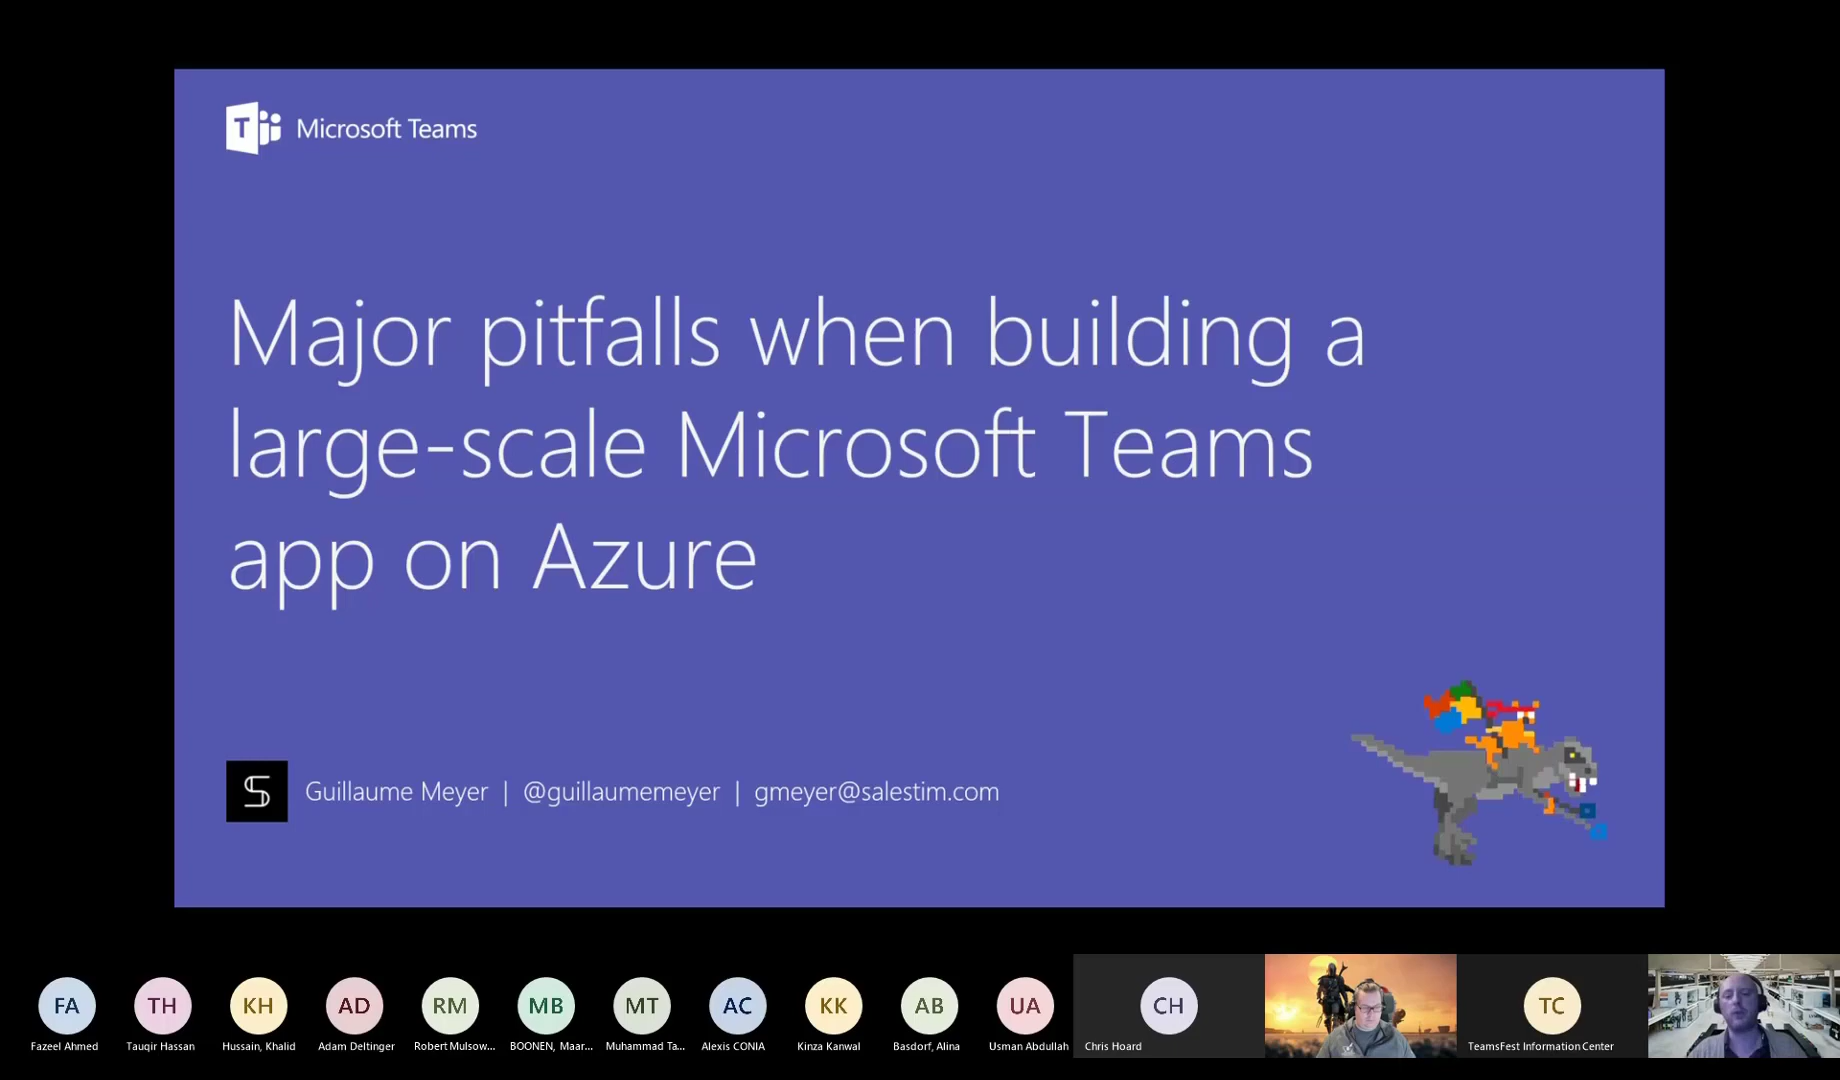 Microsoft Teams
Major pitfalls when building a
large-scale Microsoft Teams
app on Azure
Guillaume Meyer | @guillaumemeyer | gmeyer@salestim.com
FA TH KH AD RM MB MT AC KK AB UA CH TC
Fazeel Ahmed Tauqir Hassan Hussain, Khalid Adam Deltinger Robert Mulsow... BOONEN, Maar... Muhammad Ta... Alexis CONIA Kinza Kanwal Basdorf, Alina Usman Abdullah Chris Hoard TeamsFest Information Center